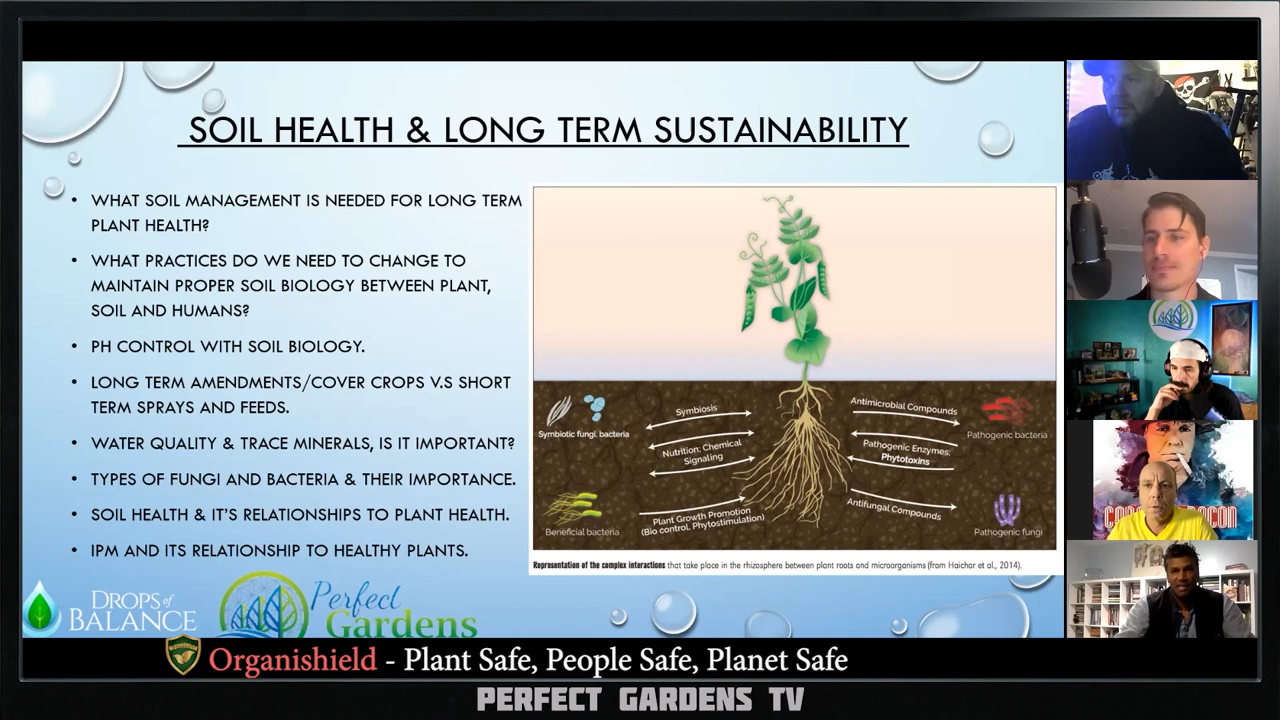 SOIL HEALTH & LONG TERM SUSTAINABILITY
• WHAT SOIL MANAGEMENT IS NEEDED FOR LONG TERM
PLANT HEALTH?
• WHAT PRACTICES DO WE NEED TO CHANGE TO
MAINTAIN PROPER SOIL BIOLOGY BETWEEN PLANT,
SOIL AND HUMANS?
• PH CONTROL WITH SOIL BIOLOGY.
• LONG TERM AMENDMENTS/COVER CROPS V.S SHORT
TERM SPRAYS AND FEEDS.
• WATER QUALITY & TRACE MINERALS, IS IT IMPORTANT?
• TYPES OF FUNGI AND BACTERIA & THEIR IMPORTANCE.
• SOIL HEALTH & IT'S RELATIONSHIPS TO PLANT HEALTH.
• IPM AND ITS RELATIONSHIP TO HEALTHY PLANTS.
Symbiotic fungi, bacteria
Symbiosis
Nutrition; Chemical
Signaling
Beneficial bacteria
Plant Growth Promotion
(Bio control, Phytostimulation)
Antimicrobial Compounds
Pathogenic bacteria
Pathogenic Enzymes;
Phytotoxins
Antifungal Compounds
Pathogenic fungi
Representation of the complex interactions that take place in the rhizosphere between plant roots and microorganisms (from Haichar et al., 2014).
DROPS of
BALANCE
Perfect
Gardens
Organishield - Plant Safe, People Safe, Planet Safe
PERFECT GARDENS TV